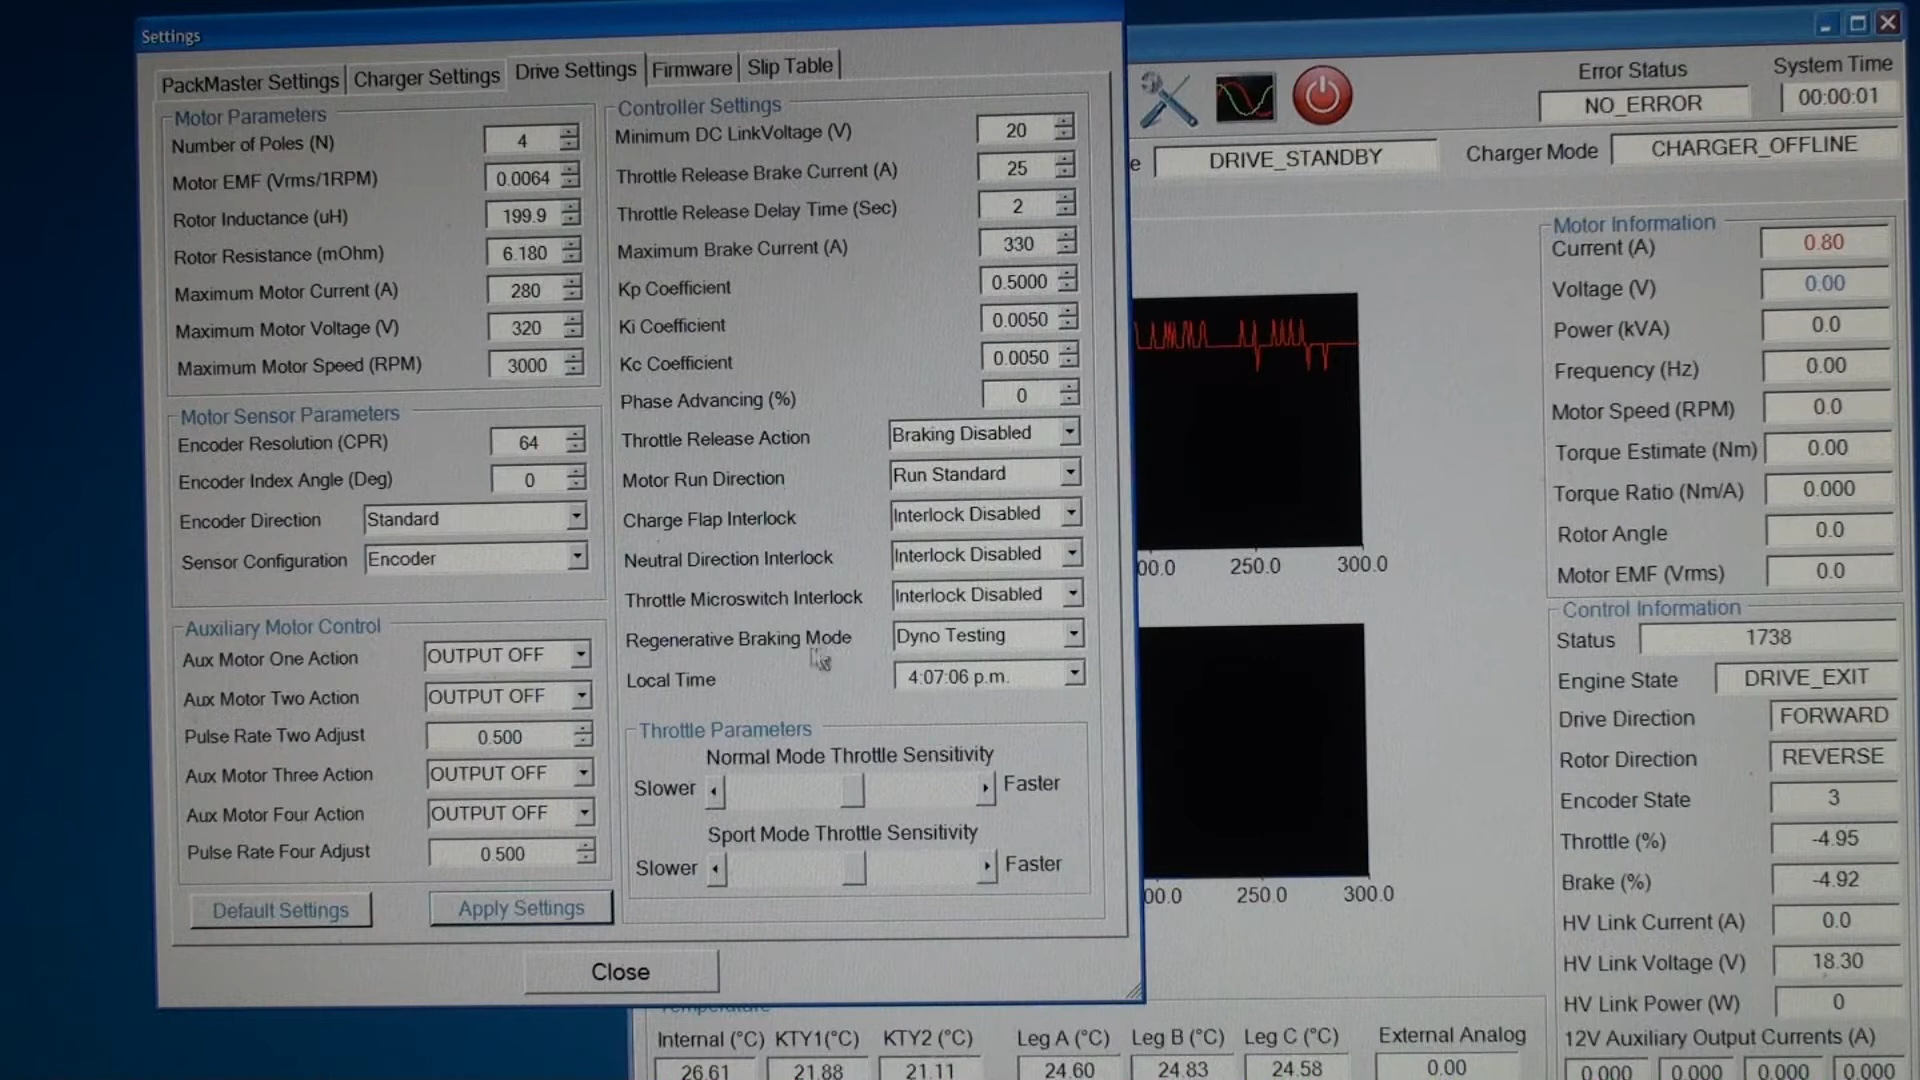 Settings
PackMaster Settings
Charger Settings
Drive Settings
Firmware
Slip Table
Motor Parameters
Number of Poles (N) 4
Motor EMF (Vrms/1RPM) 0.0064
Rotor Inductance (uH) 199.9
Rotor Resistance (mOhm) 6.180
Maximum Motor Current (A) 280
Maximum Motor Voltage (V) 320
Maximum Motor Speed (RPM) 3000
Motor Sensor Parameters
Encoder Resolution (CPR) 64
Encoder Index Angle (Deg) 0
Encoder Direction Standard
Sensor Configuration Encoder
Auxiliary Motor Control
Aux Motor One Action OUTPUT OFF
Aux Motor Two Action OUTPUT OFF
Pulse Rate Two Adjust 0.500
Aux Motor Three Action OUTPUT OFF
Aux Motor Four Action OUTPUT OFF
Pulse Rate Four Adjust 0.500
Default Settings
Apply Settings
Controller Settings
Minimum DC LinkVoltage (V) 20
Throttle Release Brake Current (A) 25
Throttle Release Delay Time (Sec) 2
Maximum Brake Current (A) 330
Kp Coefficient 0.5000
Ki Coefficient 0.0050
Kc Coefficient 0.0050
Phase Advancing (%) 0
Throttle Release Action Braking Disabled
Motor Run Direction Run Standard
Charge Flap Interlock Interlock Disabled
Neutral Direction Interlock Interlock Disabled
Throttle Microswitch Interlock Interlock Disabled
Regenerative Braking Mode Dyno Testing
Local Time 4:07:06 p.m.
Throttle Parameters
Normal Mode Throttle Sensitivity
Slower Faster
Sport Mode Throttle Sensitivity
Slower Faster
Close
Error Status
NO_ERROR
System Time
00:00:01
e DRIVE_STANDBY
Charger Mode CHARGER_OFFLINE
00.0 250.0 300.0
00.0 250.0 300.0
Motor Information
Current (A) 0.80
Voltage (V) 0.00
Power (kVA) 0.0
Frequency (Hz) 0.00
Motor Speed (RPM) 0.0
Torque Estimate (Nm) 0.00
Torque Ratio (Nm/A) 0.000
Rotor Angle 0.0
Motor EMF (Vrms) 0.0
Control Information
Status 1738
Engine State DRIVE_EXIT
Drive Direction FORWARD
Rotor Direction REVERSE
Encoder State 3
Throttle (%) -4.95
Brake (%) -4.92
HV Link Current (A) 0.0
HV Link Voltage (V) 18.30
HV Link Power (W) 0
12V Auxiliary Output Currents (A)
0.000 0.000 0.000 0.000
Internal (°C) KTY1(°C) KTY2 (°C) Leg A (°C) Leg B (°C) Leg C (°C) External Analog
26.61 21.88 21.11 24.60 24.83 24.58 0.00